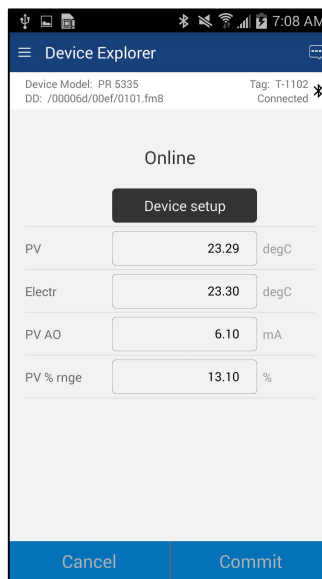 7:08 AM
Device Explorer
Device Model: PR 5335
Tag: T-1102
DD: /00006d/00ef/0101.fm8
Connected
Online
Device setup
PV 23.29 degC
Electr 23.30 degC
PV AO 6.10 mA
PV % rnge 13.10 %
Cancel Commit